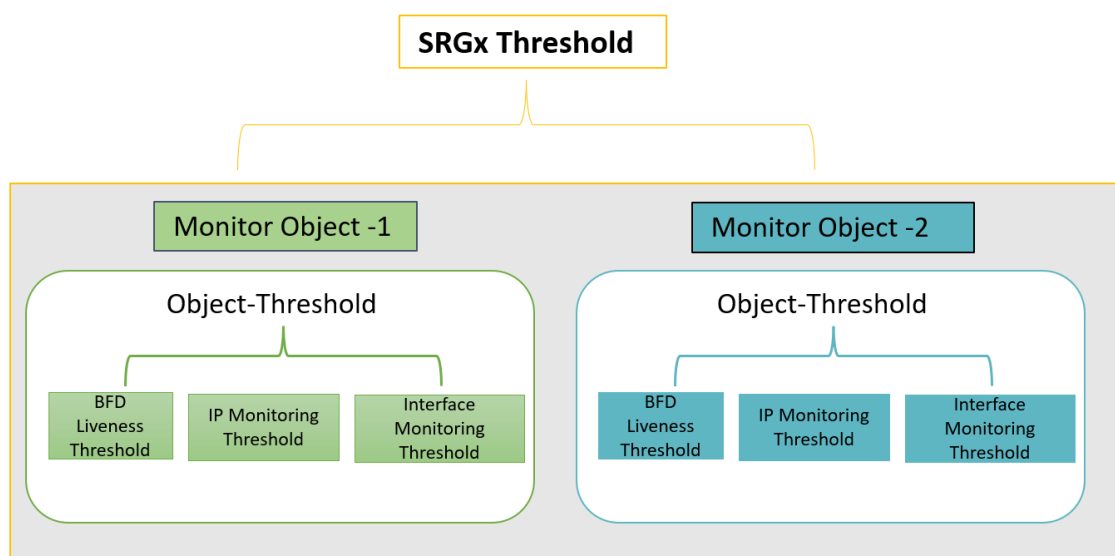 SRGx Threshold
Monitor Object -1
Object-Threshold
BFD
Liveness
Threshold
IP Monitoring
Threshold
Interface
Monitoring
Threshold
Monitor Object -2
Object-Threshold
BFD
Liveness
Threshold
IP Monitoring
Threshold
Interface
Monitoring
Threshold